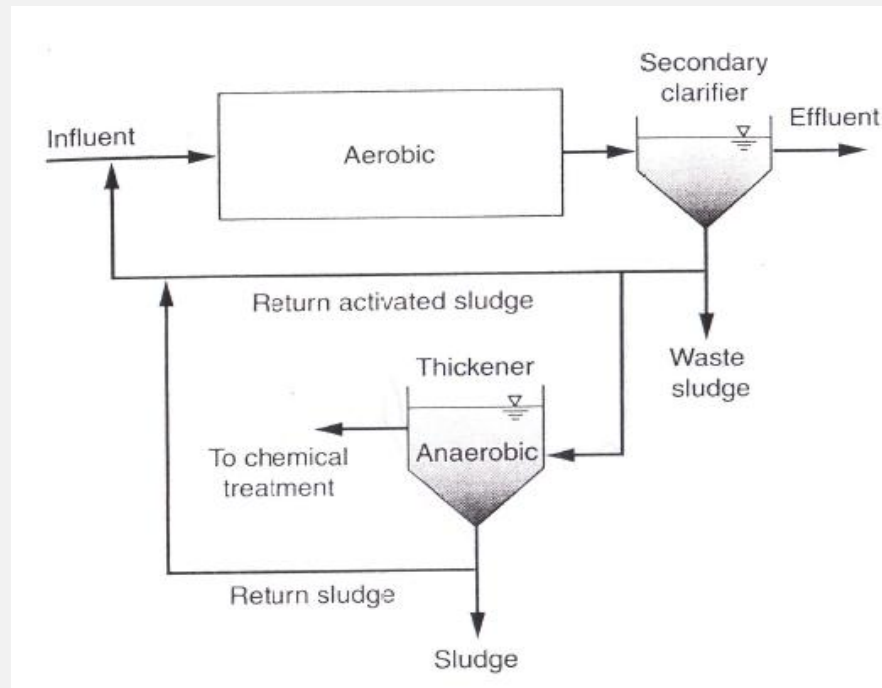 Secondary
clarifier
Influent
Aerobic
Effluent
Return activated sludge
Waste
sludge
Thickener
Anaerobic
To chemical
treatment
Return sludge
Sludge